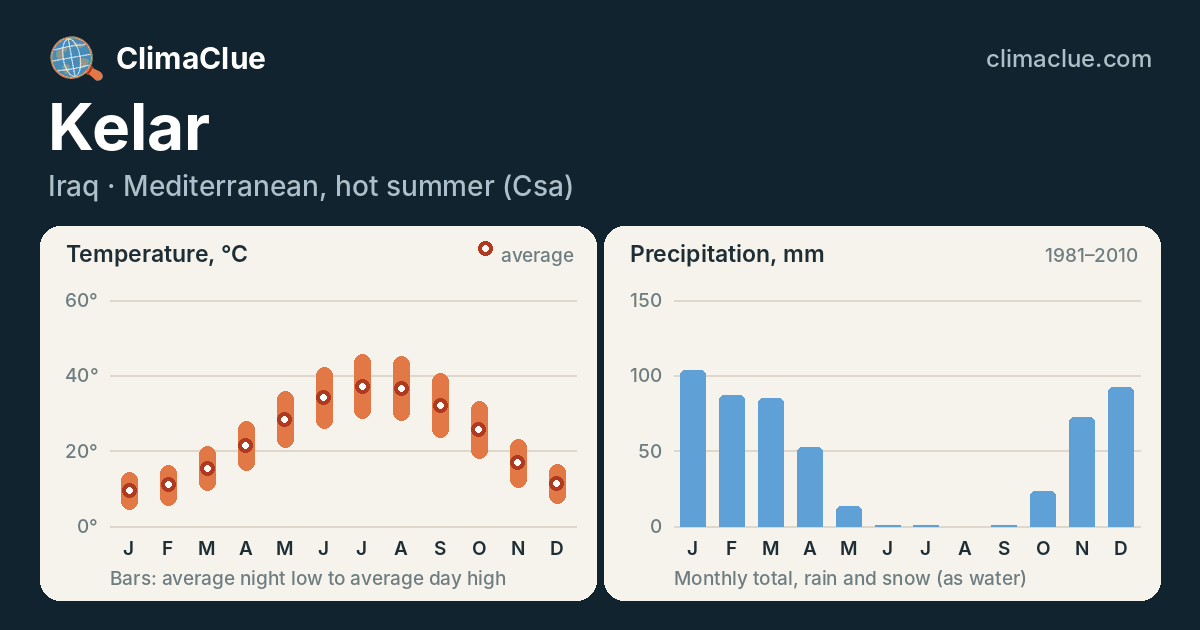 ClimaClue
climaclue.com
Kelar
Iraq · Mediterranean, hot summer (Csa)
Temperature, °C
average
60°
40°
20°
0°
J F M A M J J A S O N D
Bars: average night low to average day high
Precipitation, mm
1981–2010
150
100
50
0
J F M A M J J A S O N D
Monthly total, rain and snow (as water)